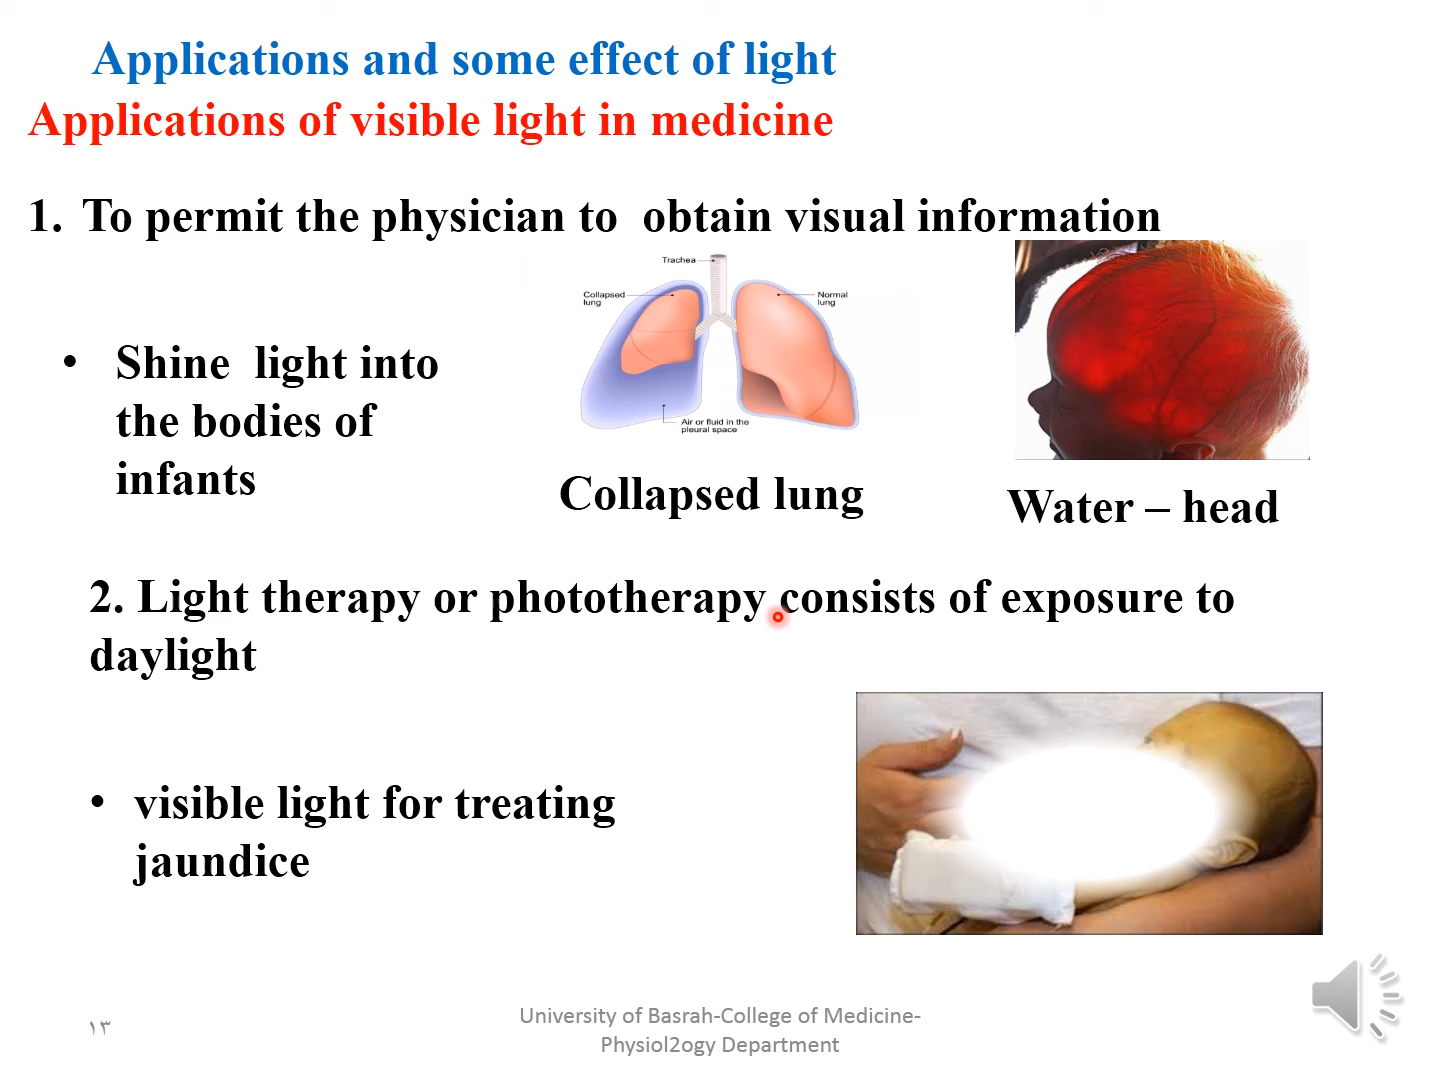 Applications and some effect of light
Applications of visible light in medicine
1. To permit the physician to obtain visual information
Trachea
Collapsed
lung
Normal
lung
Air or fluid in the
pleural space
• Shine light into
the bodies of
infants
Collapsed lung
Water – head
2. Light therapy or phototherapy consists of exposure to
daylight
• visible light for treating
jaundice
١٣
University of Basrah-College of Medicine-
Physiol2ogy Department